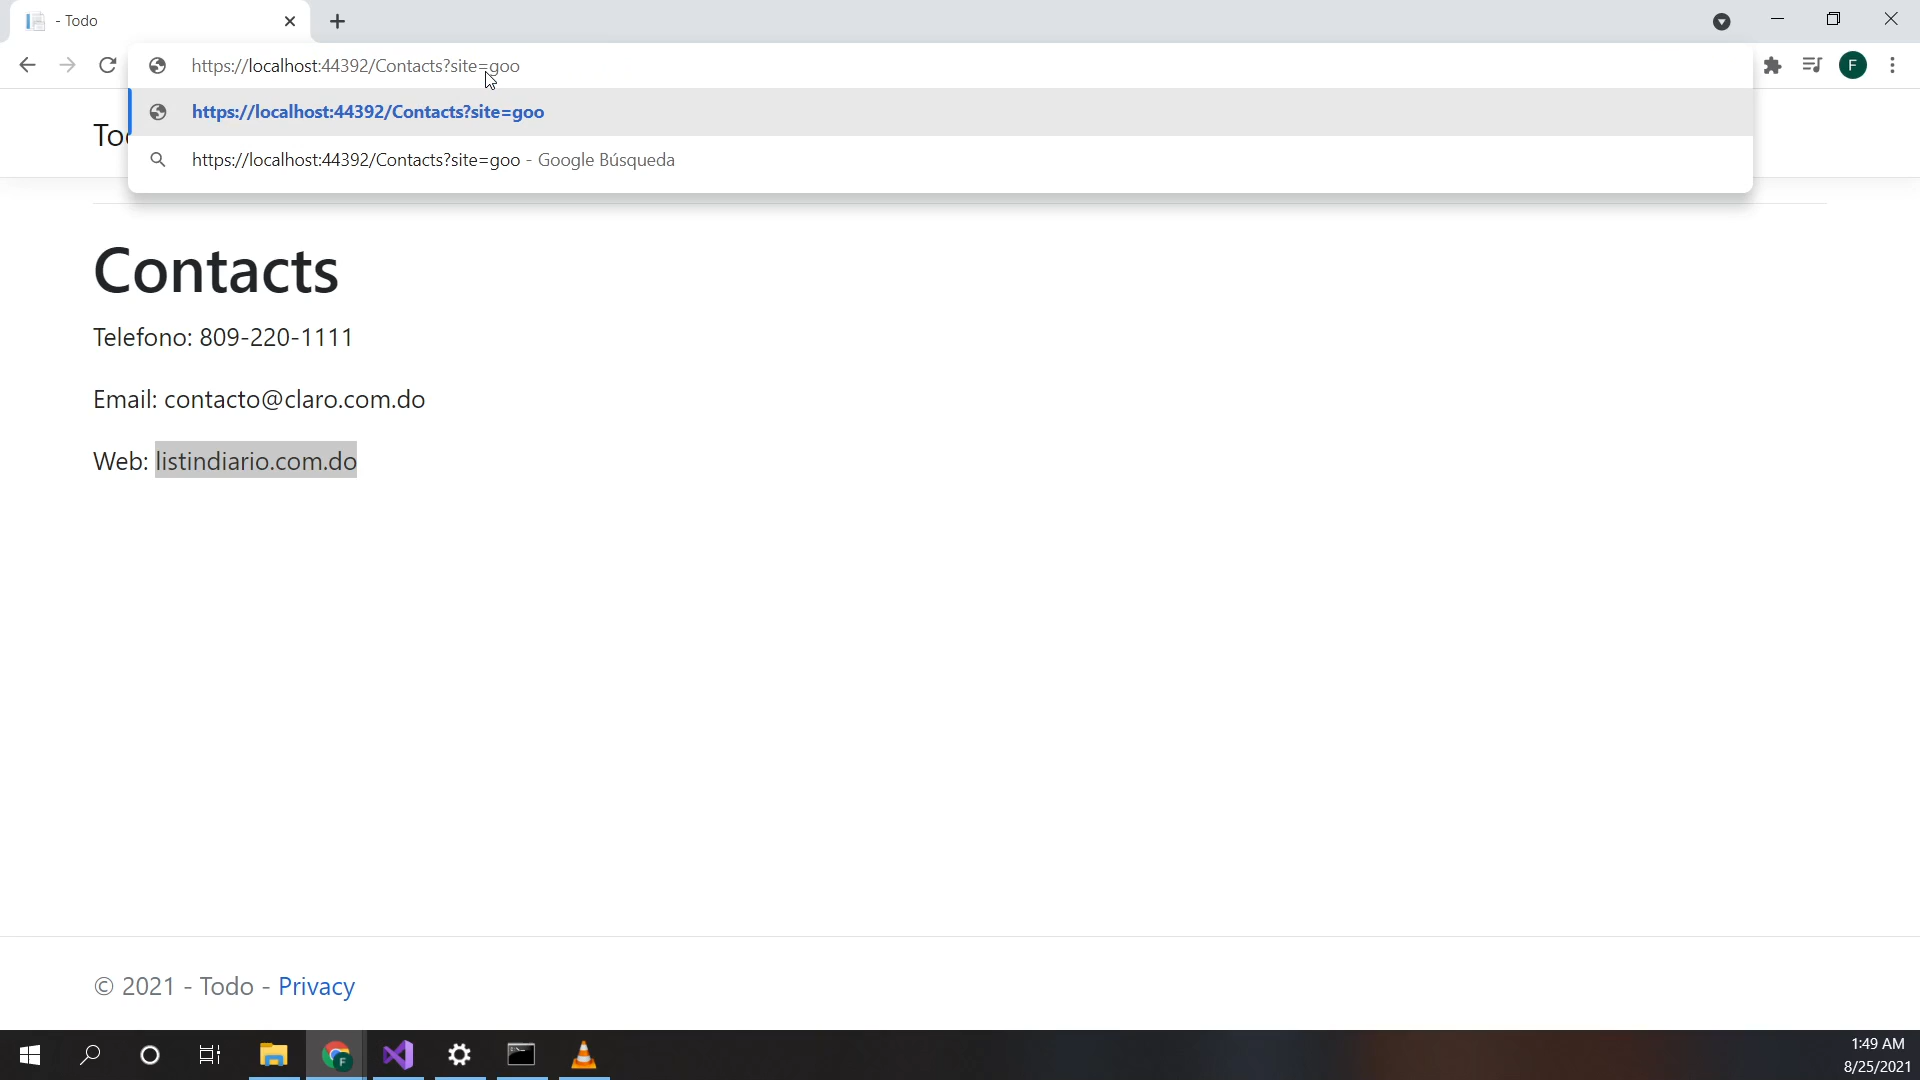 - Todo
https://localhost:44392/Contacts?site=goo
F
https://localhost:44392/Contacts?site=goo
https://localhost:44392/Contacts?site=goo - Google Búsqueda
Contacts
Telefono: 809-220-1111
Email: contacto@claro.com.do
Web: listindiario.com.do
© 2021 - Todo - Privacy
F
1:49 AM
8/25/2021